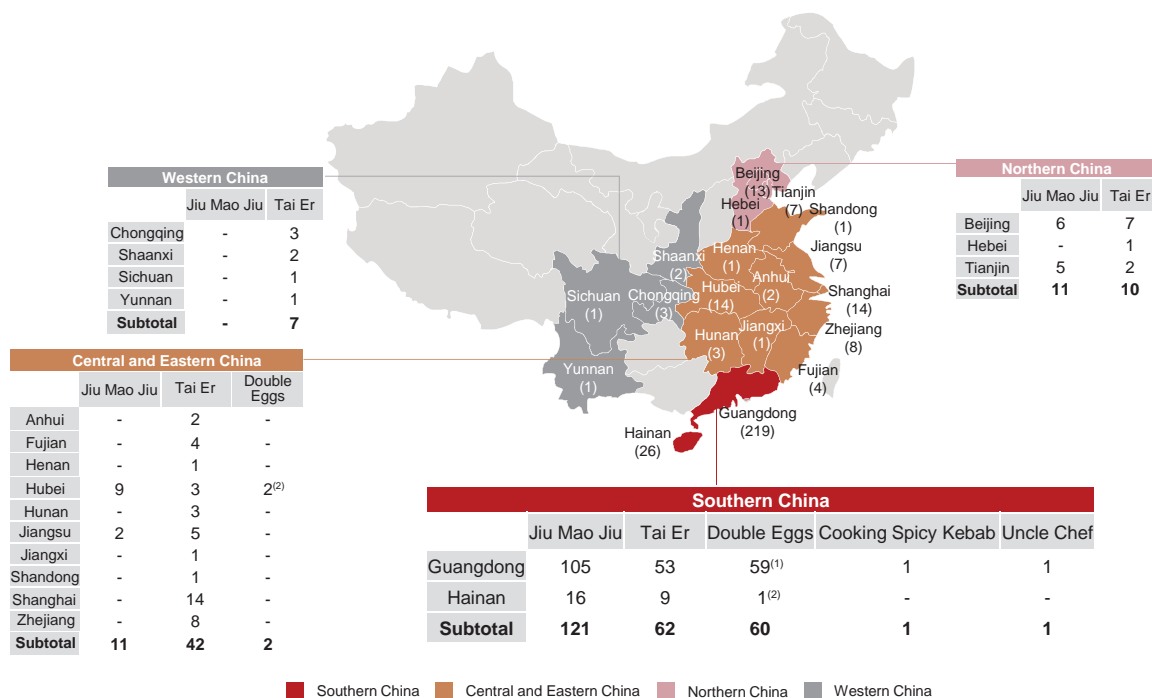 Western China
Jiu Mao Jiu Tai Er
Chongqing - 3
Shaanxi - 2
Sichuan - 1
Yunnan - 1
Subtotal - 7
Northern China
Jiu Mao Jiu Tai Er
Beijing 6 7
Hebei - 1
Tianjin 5 2
Subtotal 11 10
Beijing
(13)
Tianjin
(7)
Hebei
(1)
Shandong
(1)
Jiangsu
(7)
Henan
(1)
Shaanxi
(2)
Anhui
(2)
Hubei
(14)
Shanghai
(14)
Sichuan
(1)
Chongqing
(3)
Zhejiang
(8)
Hunan
(3)
Jiangxi
(1)
Yunnan
(1)
Fujian
(4)
Guangdong
(219)
Hainan
(26)
Central and Eastern China
Jiu Mao Jiu Tai Er Double
Eggs
Anhui - 2 -
Fujian - 4 -
Henan - 1 -
Hubei 9 3 2(2)
Hunan - 3 -
Jiangsu 2 5 -
Jiangxi - 1 -
Shandong - 1 -
Shanghai - 14 -
Zhejiang - 8 -
Subtotal 11 42 2
Southern China
Jiu Mao Jiu Tai Er Double Eggs Cooking Spicy Kebab Uncle Chef
Guangdong 105 53 59(1) 1 1
Hainan 16 9 1(2) - -
Subtotal 121 62 60 1 1
Southern China Central and Eastern China Northern China Western China